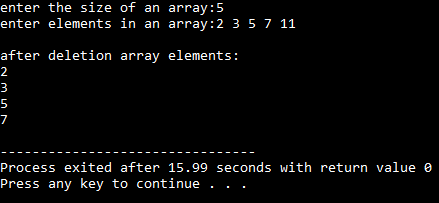 enter the size of an array:5
enter elements in an array:2 3 5 7 11
after deletion array elements:
2
3
5
7
--------------------------------
Process exited after 15.99 seconds with return value 0
Press any key to continue . . .